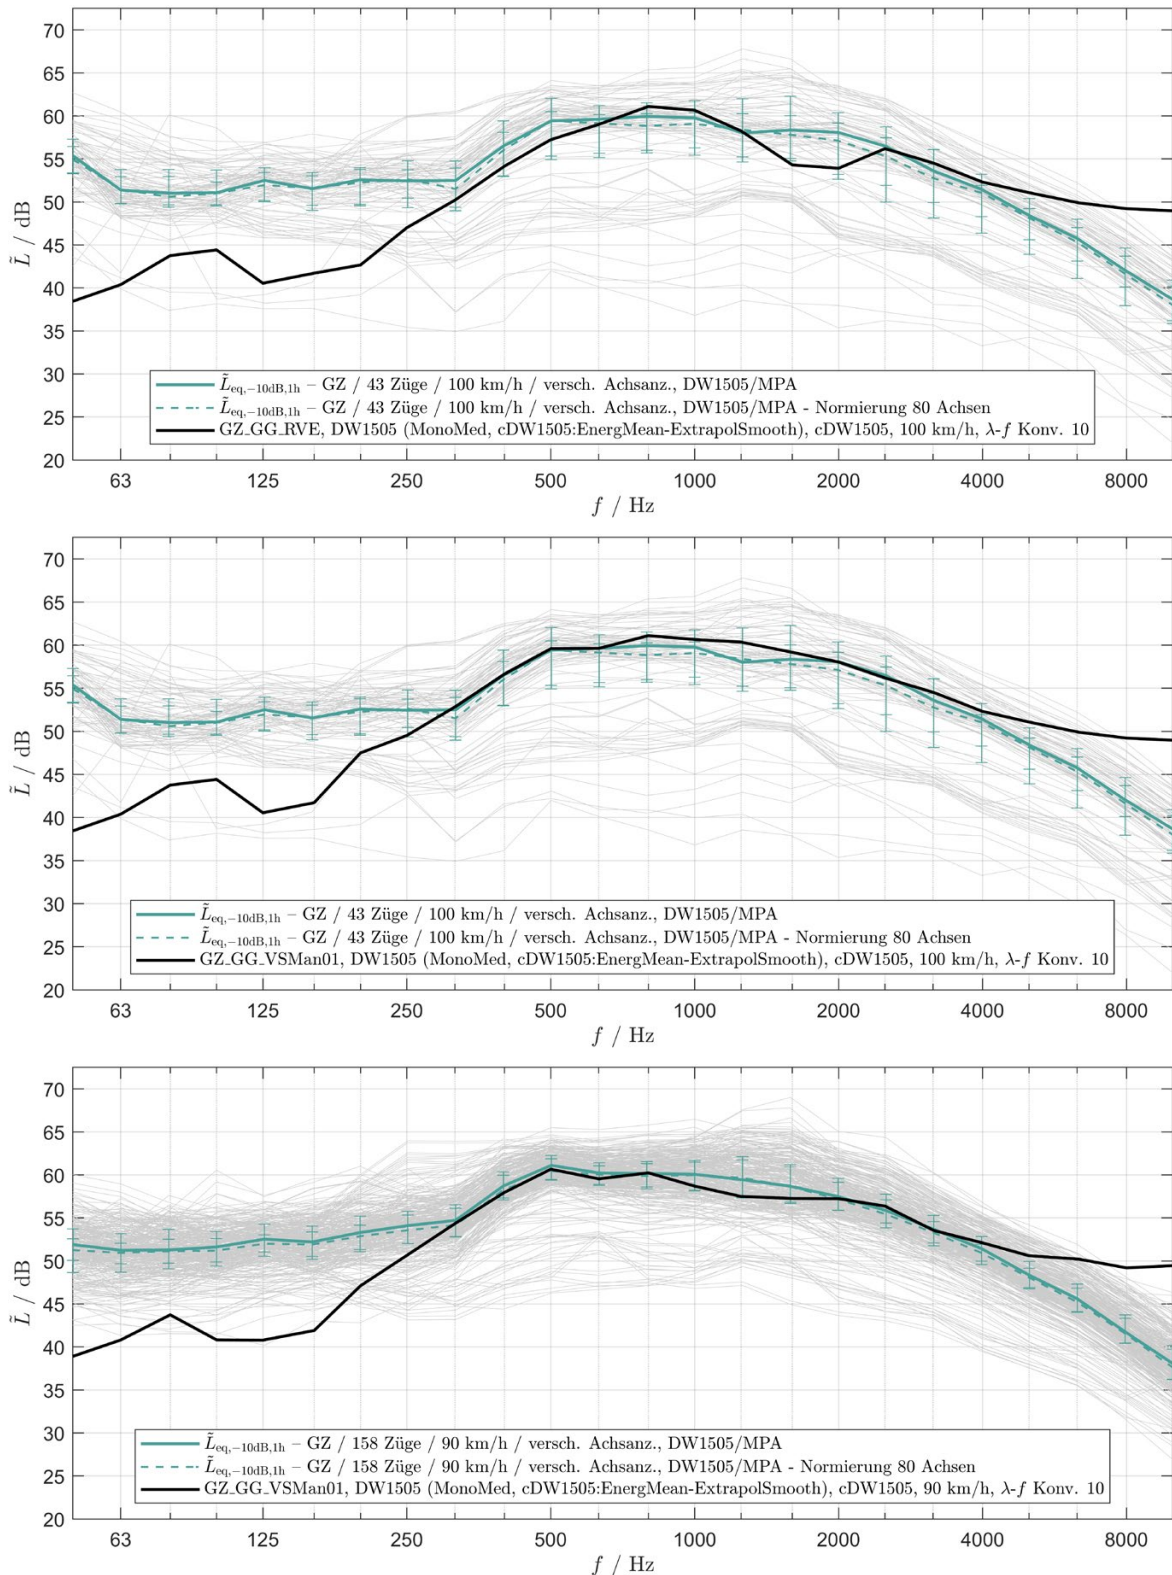 70
65
60
55
50
45
40
35
30
25
20
L̃ / dB
L̃eq,−10dB,1h – GZ / 43 Züge / 100 km/h / versch. Achsanz., DW1505/MPA
L̃eq,−10dB,1h – GZ / 43 Züge / 100 km/h / versch. Achsanz., DW1505/MPA - Normierung 80 Achsen
GZ_GG_RVE, DW1505 (MonoMed, cDW1505:EnergMean-ExtrapolSmooth), cDW1505, 100 km/h, λ-f Konv. 10
63 125 250 500 1000 2000 4000 8000
f / Hz
70
65
60
55
50
45
40
35
30
25
20
L̃ / dB
L̃eq,−10dB,1h – GZ / 43 Züge / 100 km/h / versch. Achsanz., DW1505/MPA
L̃eq,−10dB,1h – GZ / 43 Züge / 100 km/h / versch. Achsanz., DW1505/MPA - Normierung 80 Achsen
GZ_GG_VSMan01, DW1505 (MonoMed, cDW1505:EnergMean-ExtrapolSmooth), cDW1505, 100 km/h, λ-f Konv. 10
63 125 250 500 1000 2000 4000 8000
f / Hz
70
65
60
55
50
45
40
35
30
25
20
L̃ / dB
L̃eq,−10dB,1h – GZ / 158 Züge / 90 km/h / versch. Achsanz., DW1505/MPA
L̃eq,−10dB,1h – GZ / 158 Züge / 90 km/h / versch. Achsanz., DW1505/MPA - Normierung 80 Achsen
GZ_GG_VSMan01, DW1505 (MonoMed, cDW1505:EnergMean-ExtrapolSmooth), cDW1505, 90 km/h, λ-f Konv. 10
63 125 250 500 1000 2000 4000 8000
f / Hz